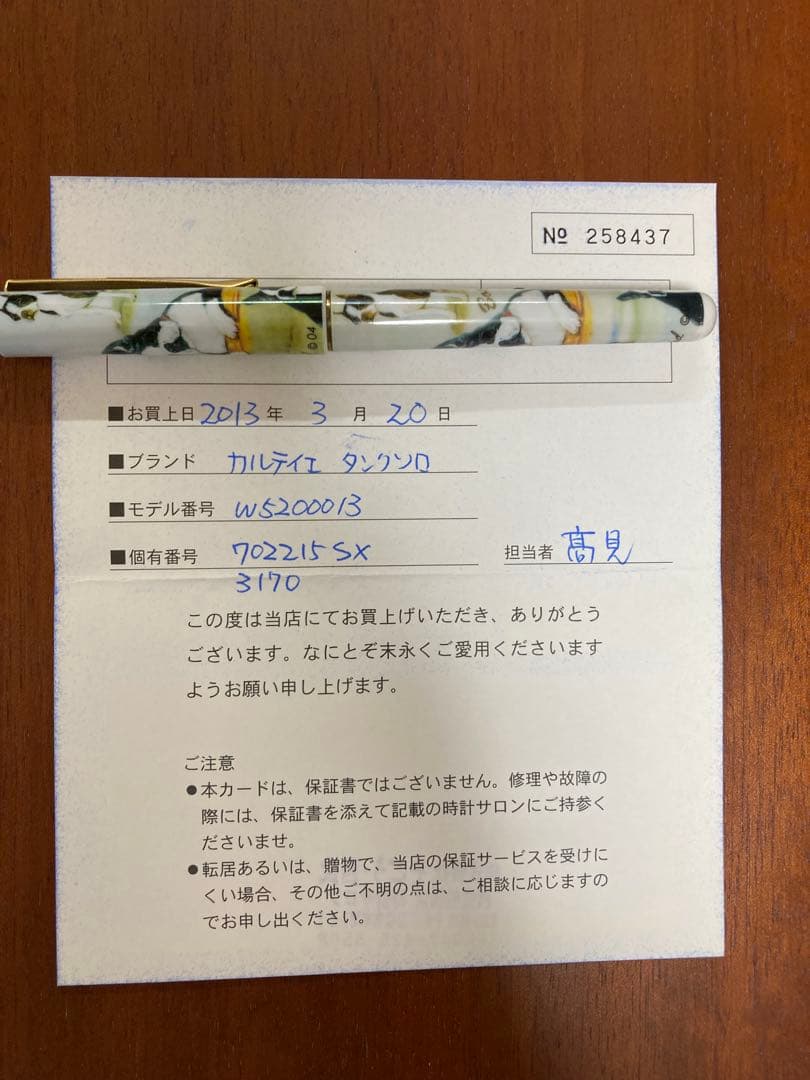 № 258437
© 04
■お買上日 2013 年 3 月 20 日
■ブランド カルティエ タンクソロ
■モデル番号 W5200013
■個有番号 702215SX 担当者 髙見
3170
この度は当店にてお買上げいただき、ありがとう
ございます。なにとぞ末永くご愛用くださいます
ようお願い申し上げます。
ご注意
●本カードは、保証書ではございません。修理や故障の
際には、保証書を添えて記載の時計サロンにご持参く
ださいませ。
●転居あるいは、贈物で、当店の保証サービスを受けに
くい場合、その他ご不明の点は、ご相談に応じますの
でお申し出ください。